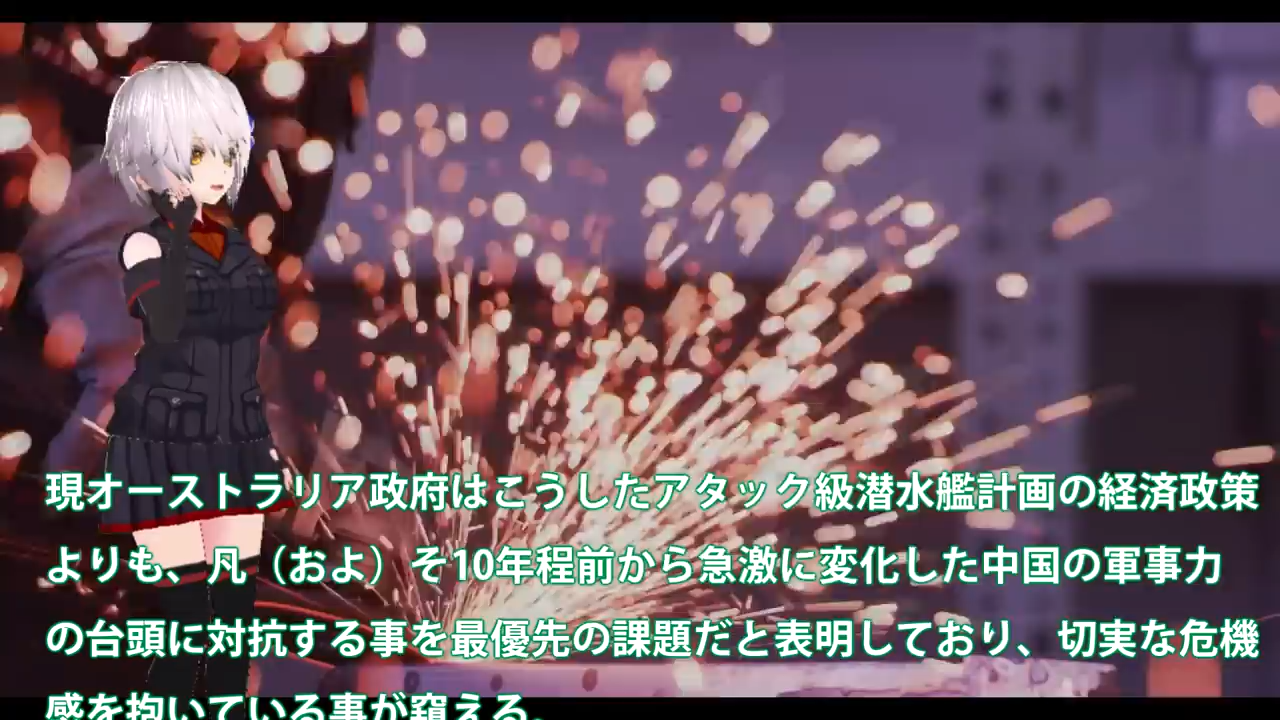 現オーストラリア政府はこうしたアタック級潜水艦計画の経済政策
よりも、凡（およ）そ10年程前から急激に変化した中国の軍事力
の台頭に対抗する事を最優先の課題だと表明しており、切実な危機
感を抱いている事が窺える。